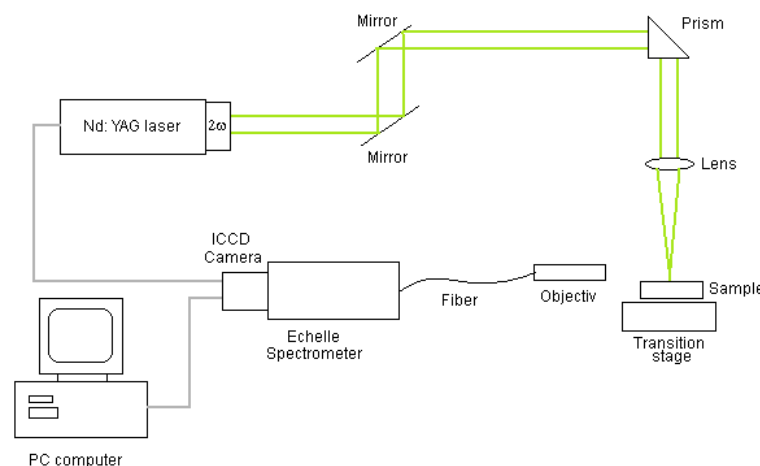 Mirror
Prism
Nd: YAG laser
2ω
Mirror
Lens
ICCD
Camera
Fiber
Objectiv
Sample
Echelle
Spectrometer
Transition
stage
PC computer